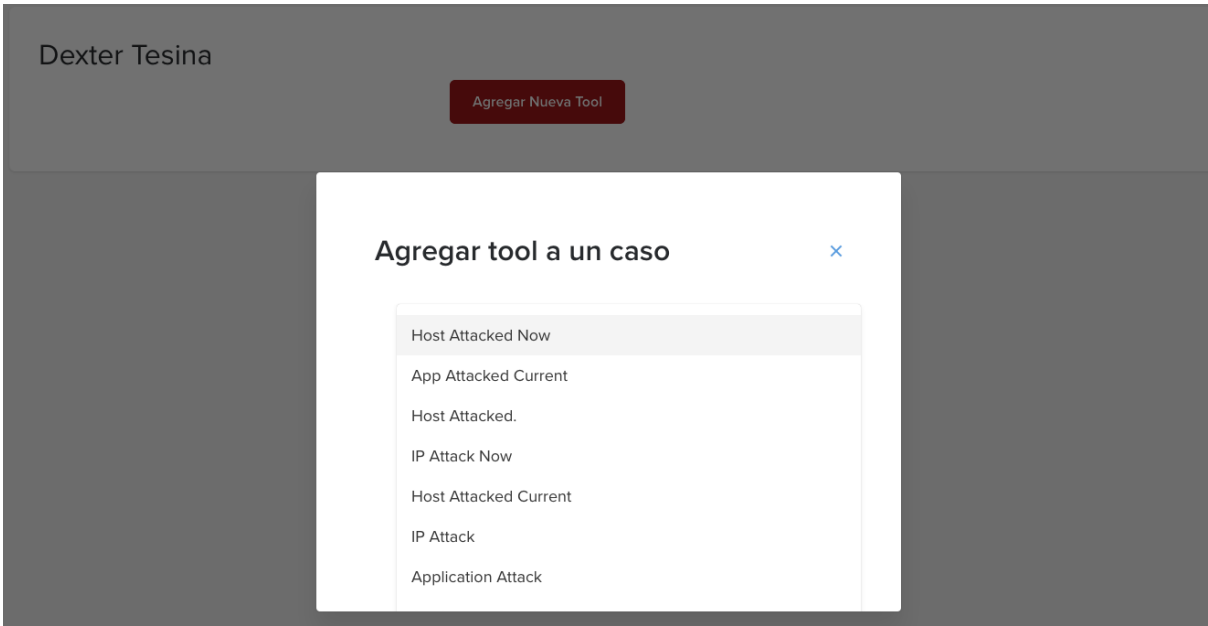 Dexter Tesina
Agregar Nueva Tool
Agregar tool a un caso
×
Host Attacked Now
App Attacked Current
Host Attacked.
IP Attack Now
Host Attacked Current
IP Attack
Application Attack